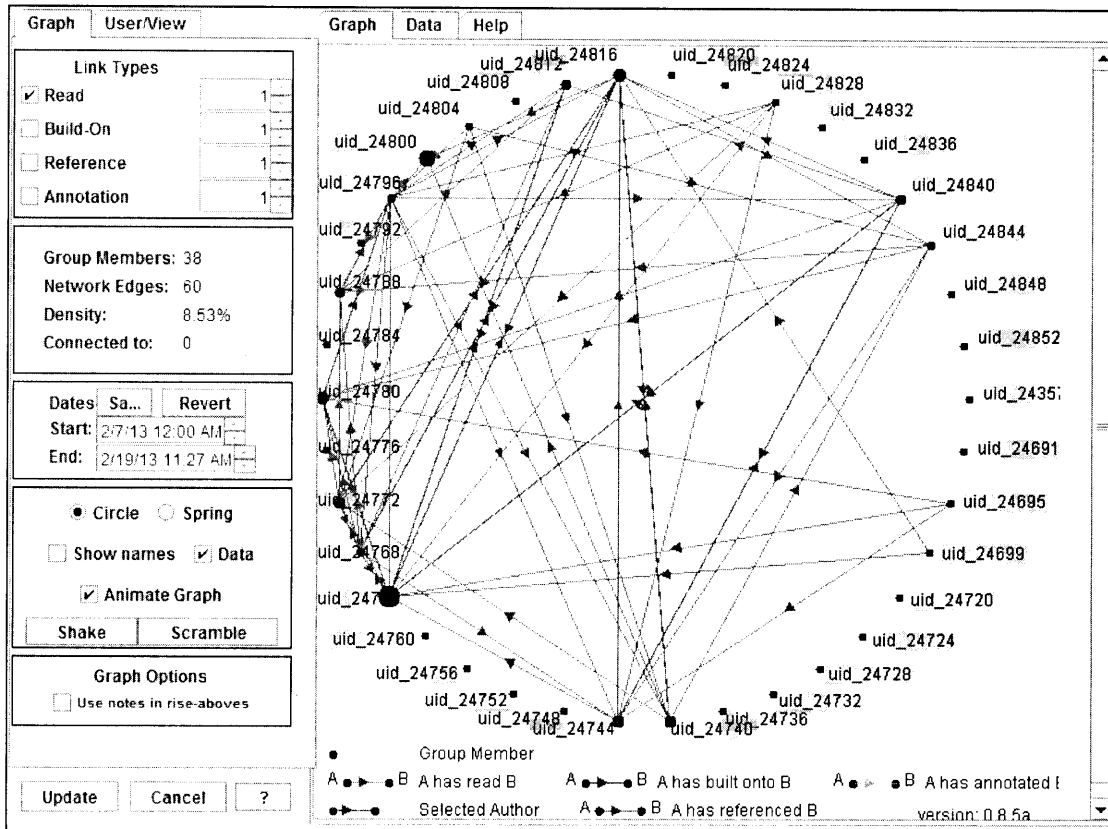 Graph
User/View
Link Types
Read 1
Build-On 1
Reference 1
Annotation 1
Group Members: 38
Network Edges: 60
Density: 8.53%
Connected to: 0
Dates Sa... Revert
Start: 2/7/13 12:00 AM
End: 2/19/13 11:27 AM
Circle Spring
Show names Data
Animate Graph
Shake Scramble
Graph Options
Use notes in rise-aboves
Update Cancel ?
Graph Data Help
uid_24816
uid_24820
uid_24812
uid_24824
uid_24808
uid_24828
uid_24804
uid_24832
uid_24800
uid_24836
uid_24796
uid_24840
uid_24792
uid_24844
uid_24788
uid_24848
uid_24784
uid_24852
uid_24780
uid_2435
uid_24776
uid_24691
uid_24772
uid_24695
uid_24768
uid_24699
uid_247
uid_24720
uid_24760
uid_24724
uid_24756
uid_24728
uid_24752
uid_24732
uid_24748
uid_24736
uid_24744
uid_24740
Group Member
A B A has read B
A B A has built onto B
A B A has annotated
Selected Author
A B A has referenced B
version: 0.8.5a